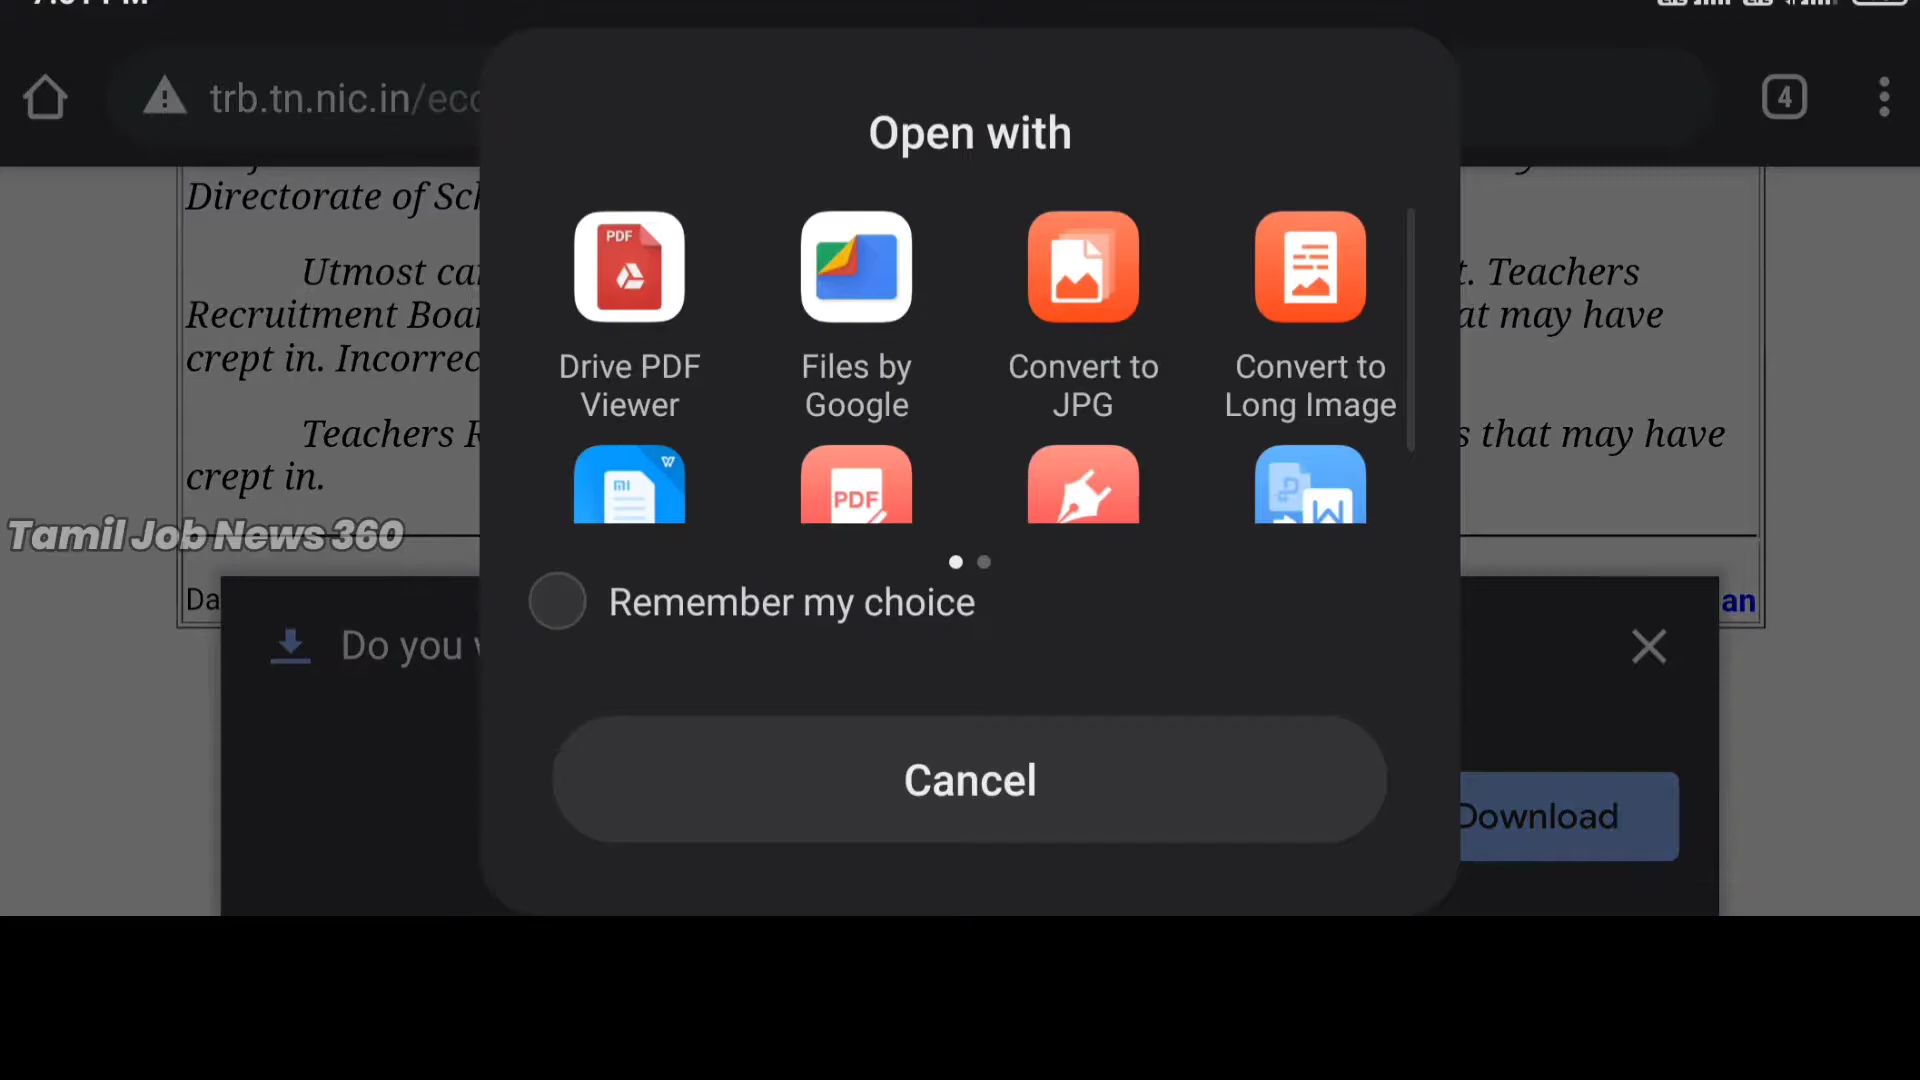 trb.tn.nic.in/ecc
4
Open with
Directorate of Sch
Utmost ca
t. Teachers
Recruitment Boa
at may have
crept in. Incorrec
Teachers R
s that may have
crept in.
PDF
Drive PDF
Viewer
Files by
Google
Convert to
JPG
Convert to
Long Image
W
mi
PDF
W
Tamil Job News 360
Da
an
Remember my choice
Do you w
Cancel
Download